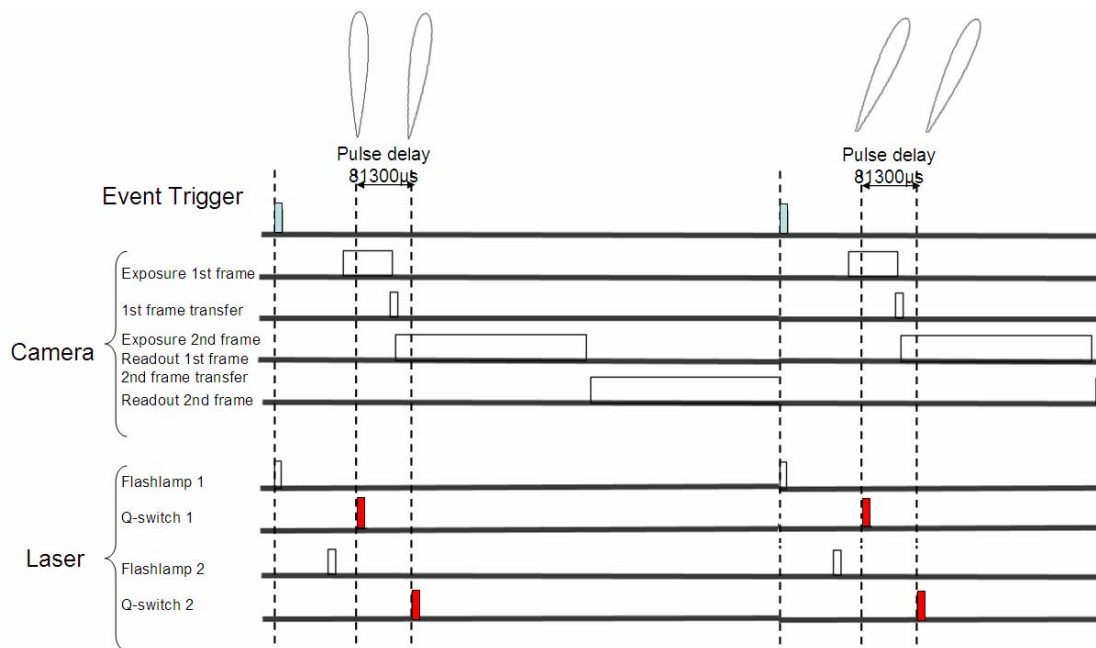 Pulse delay
81300µs
Pulse delay
81300µs
Event Trigger
Camera
Exposure 1st frame
1st frame transfer
Exposure 2nd frame
Readout 1st frame
2nd frame transfer
Readout 2nd frame
Laser
Flashlamp 1
Q-switch 1
Flashlamp 2
Q-switch 2